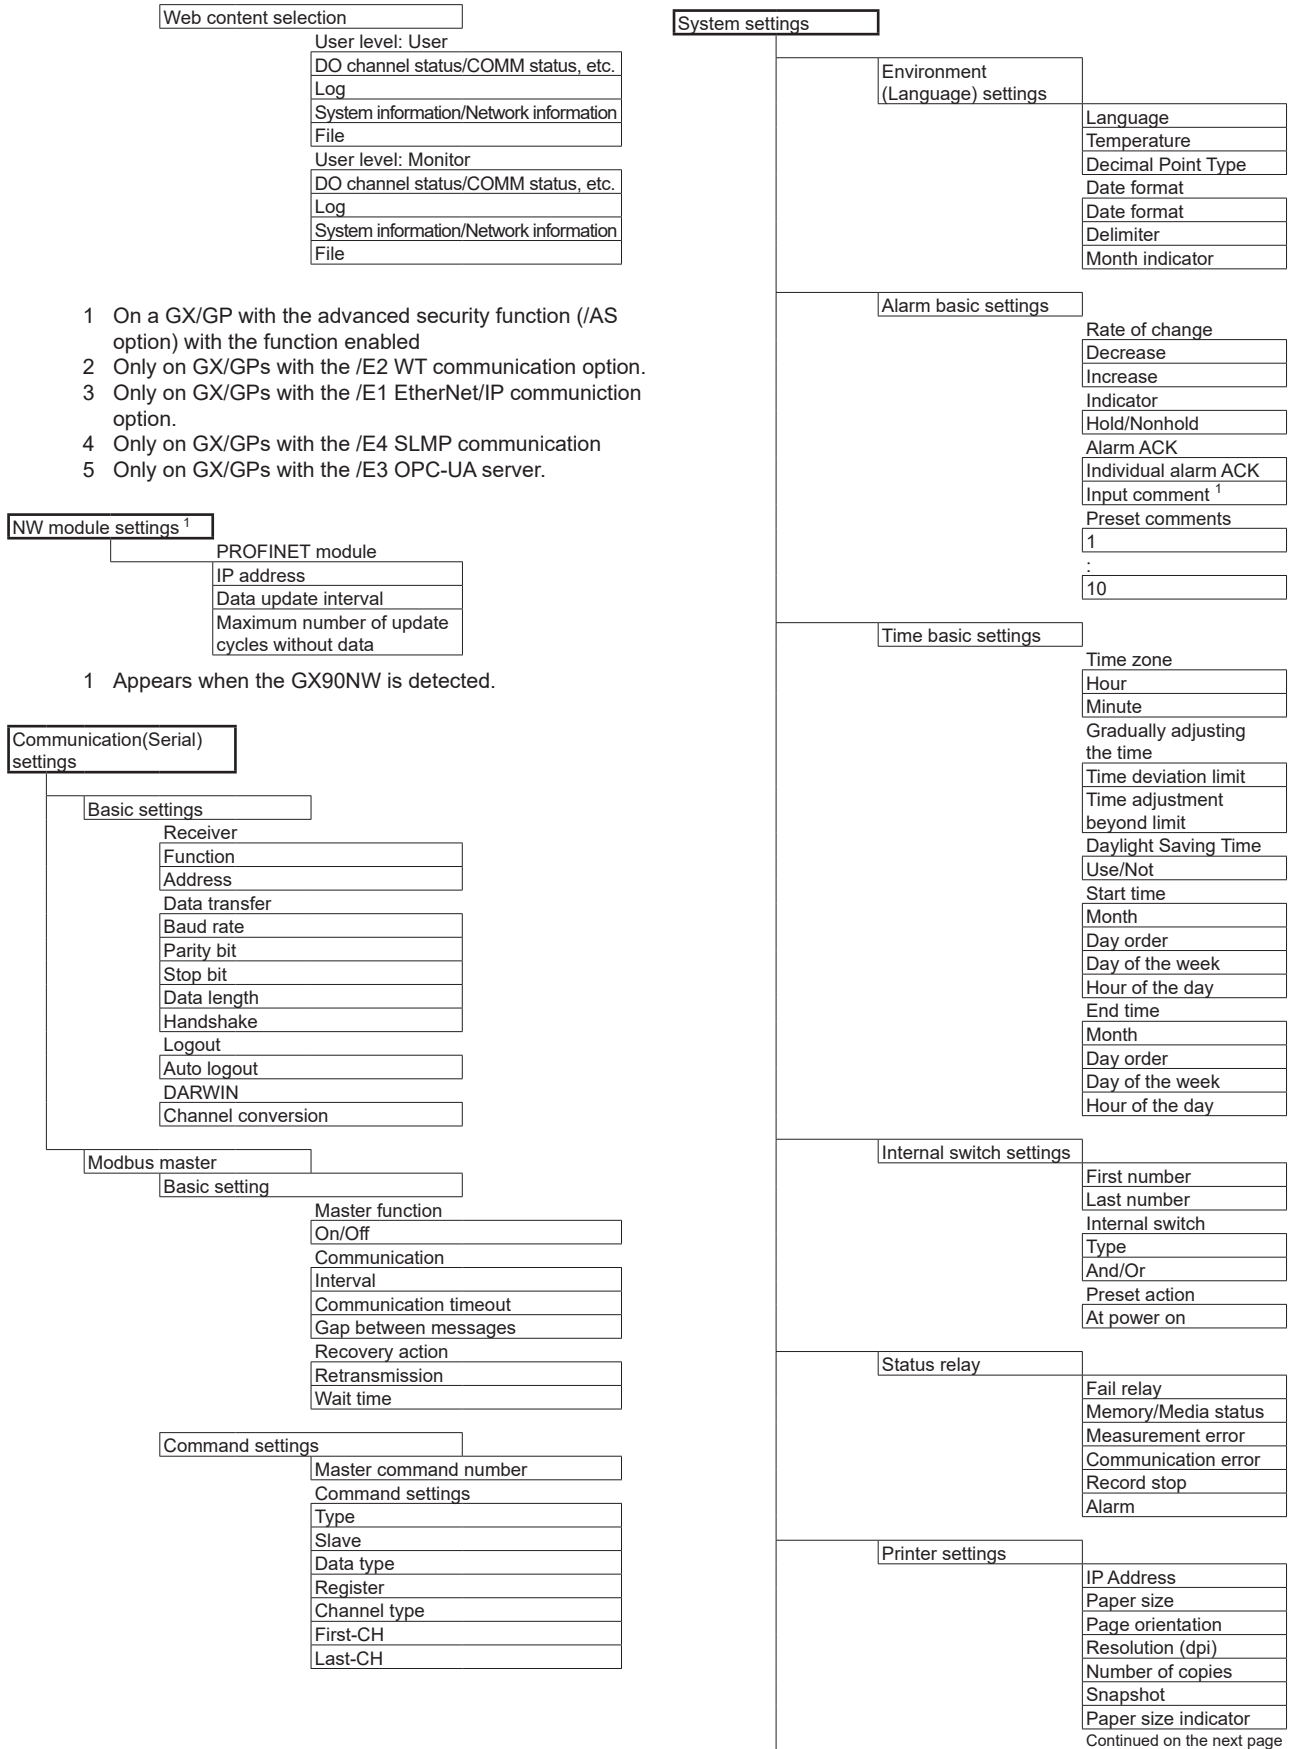 Web content selection
User level: User
DO channel status/COMM status, etc.
Log
System information/Network information
File
User level: Monitor
DO channel status/COMM status, etc.
Log
System information/Network information
File
1 On a GX/GP with the advanced security function (/AS
option) with the function enabled
2 Only on GX/GPs with the /E2 WT communication option.
3 Only on GX/GPs with the /E1 EtherNet/IP communiction
option.
4 Only on GX/GPs with the /E4 SLMP communication
5 Only on GX/GPs with the /E3 OPC-UA server.
NW module settings 1
PROFINET module
IP address
Data update interval
Maximum number of update
cycles without data
1 Appears when the GX90NW is detected.
Communication(Serial)
settings
Basic settings
Receiver
Function
Address
Data transfer
Baud rate
Parity bit
Stop bit
Data length
Handshake
Logout
Auto logout
DARWIN
Channel conversion
Modbus master
Basic setting
Master function
On/Off
Communication
Interval
Communication timeout
Gap between messages
Recovery action
Retransmission
Wait time
Command settings
Master command number
Command settings
Type
Slave
Data type
Register
Channel type
First-CH
Last-CH
System settings
Environment
(Language) settings
Language
Temperature
Decimal Point Type
Date format
Date format
Delimiter
Month indicator
Alarm basic settings
Rate of change
Decrease
Increase
Indicator
Hold/Nonhold
Alarm ACK
Individual alarm ACK
Input comment 1
Preset comments
1
:
10
Time basic settings
Time zone
Hour
Minute
Gradually adjusting
the time
Time deviation limit
Time adjustment
beyond limit
Daylight Saving Time
Use/Not
Start time
Month
Day order
Day of the week
Hour of the day
End time
Month
Day order
Day of the week
Hour of the day
Internal switch settings
First number
Last number
Internal switch
Type
And/Or
Preset action
At power on
Status relay
Fail relay
Memory/Media status
Measurement error
Communication error
Record stop
Alarm
Printer settings
IP Address
Paper size
Page orientation
Resolution (dpi)
Number of copies
Snapshot
Paper size indicator
Continued on the next page